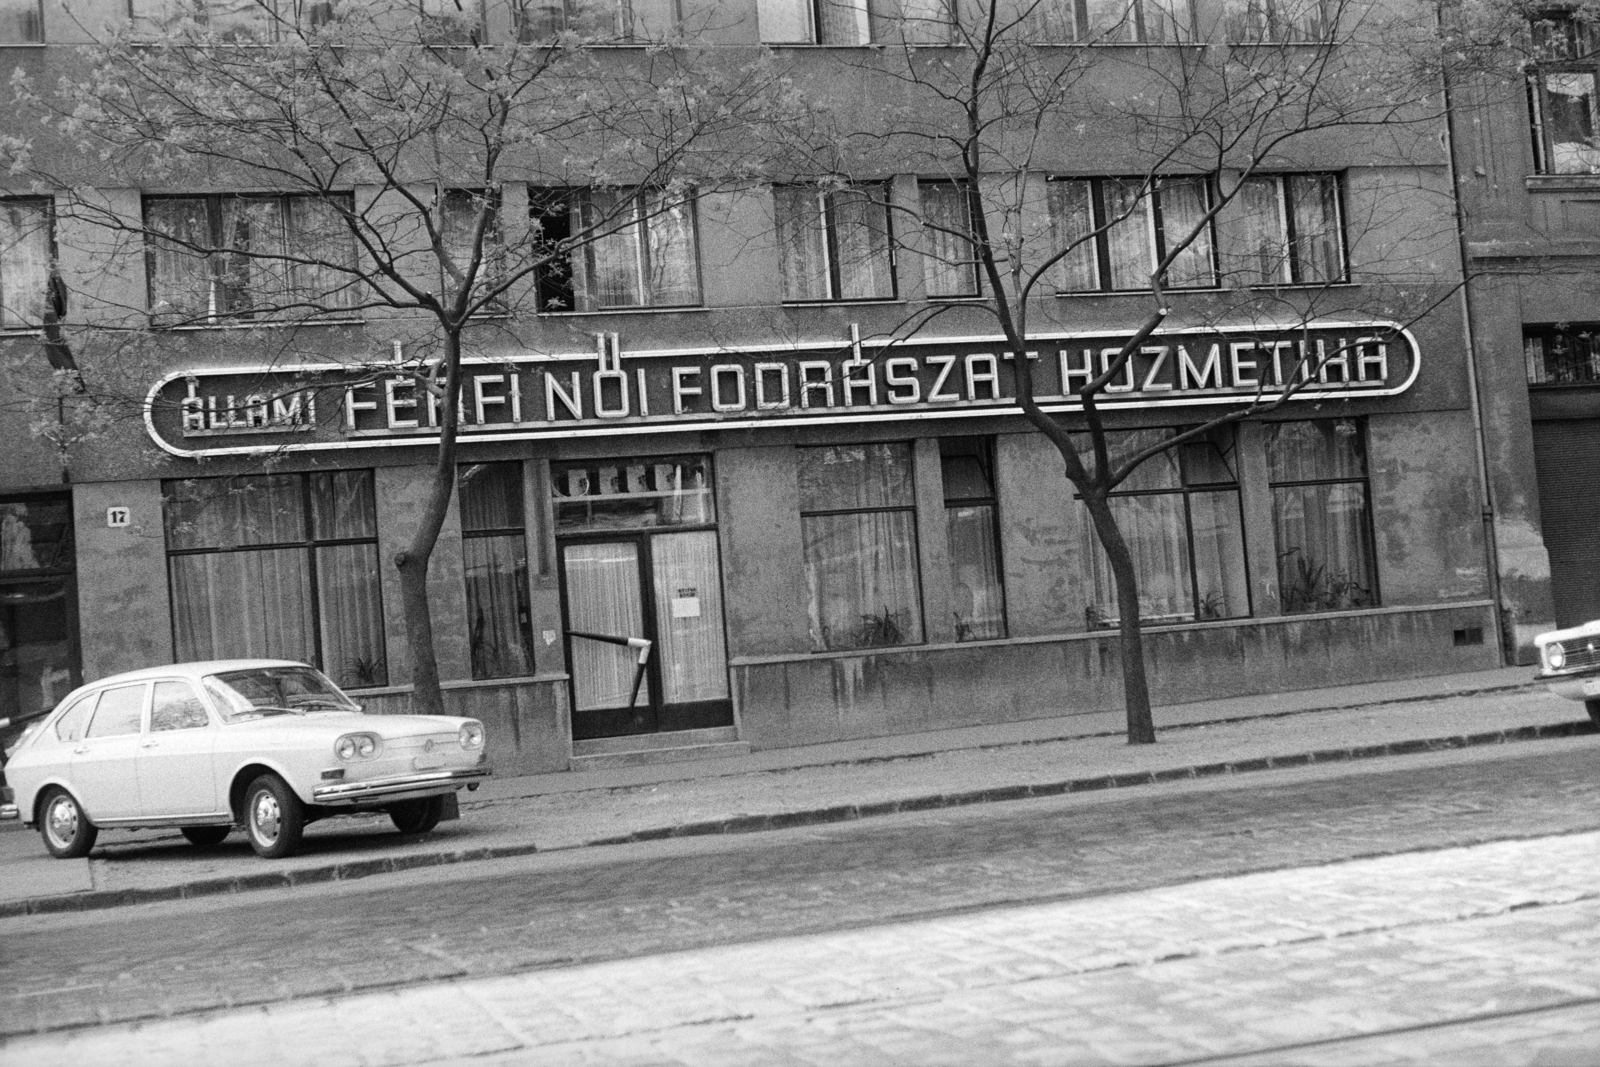 ÁLLAMI FÉRFI NŐI FODRÁSZAT KOZMETIKA
17